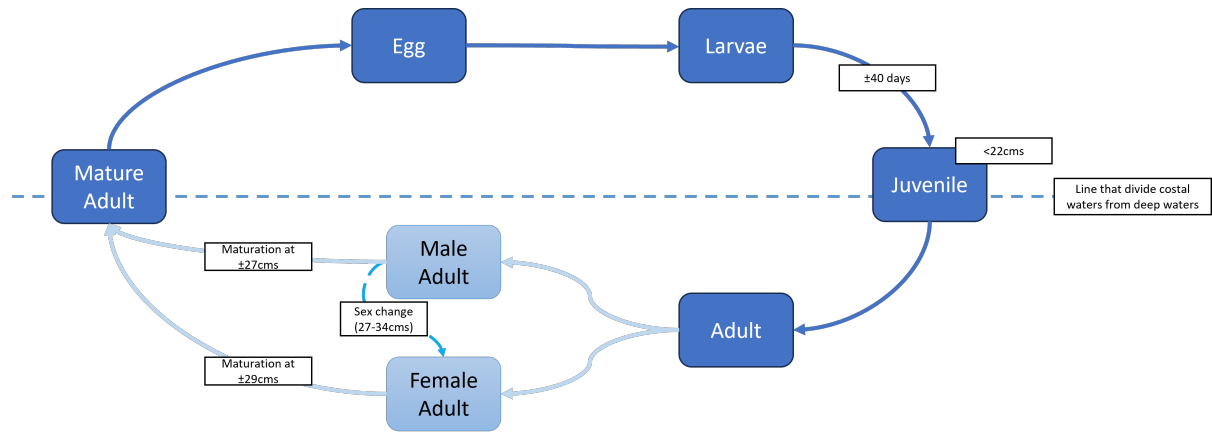 Egg
Larvae
±40 days
<22cms
Mature
Adult
Juvenile
Line that divide costal
waters from deep waters
Maturation at
±27cms
Male
Adult
Sex change
(27-34cms)
Adult
Maturation at
±29cms
Female
Adult